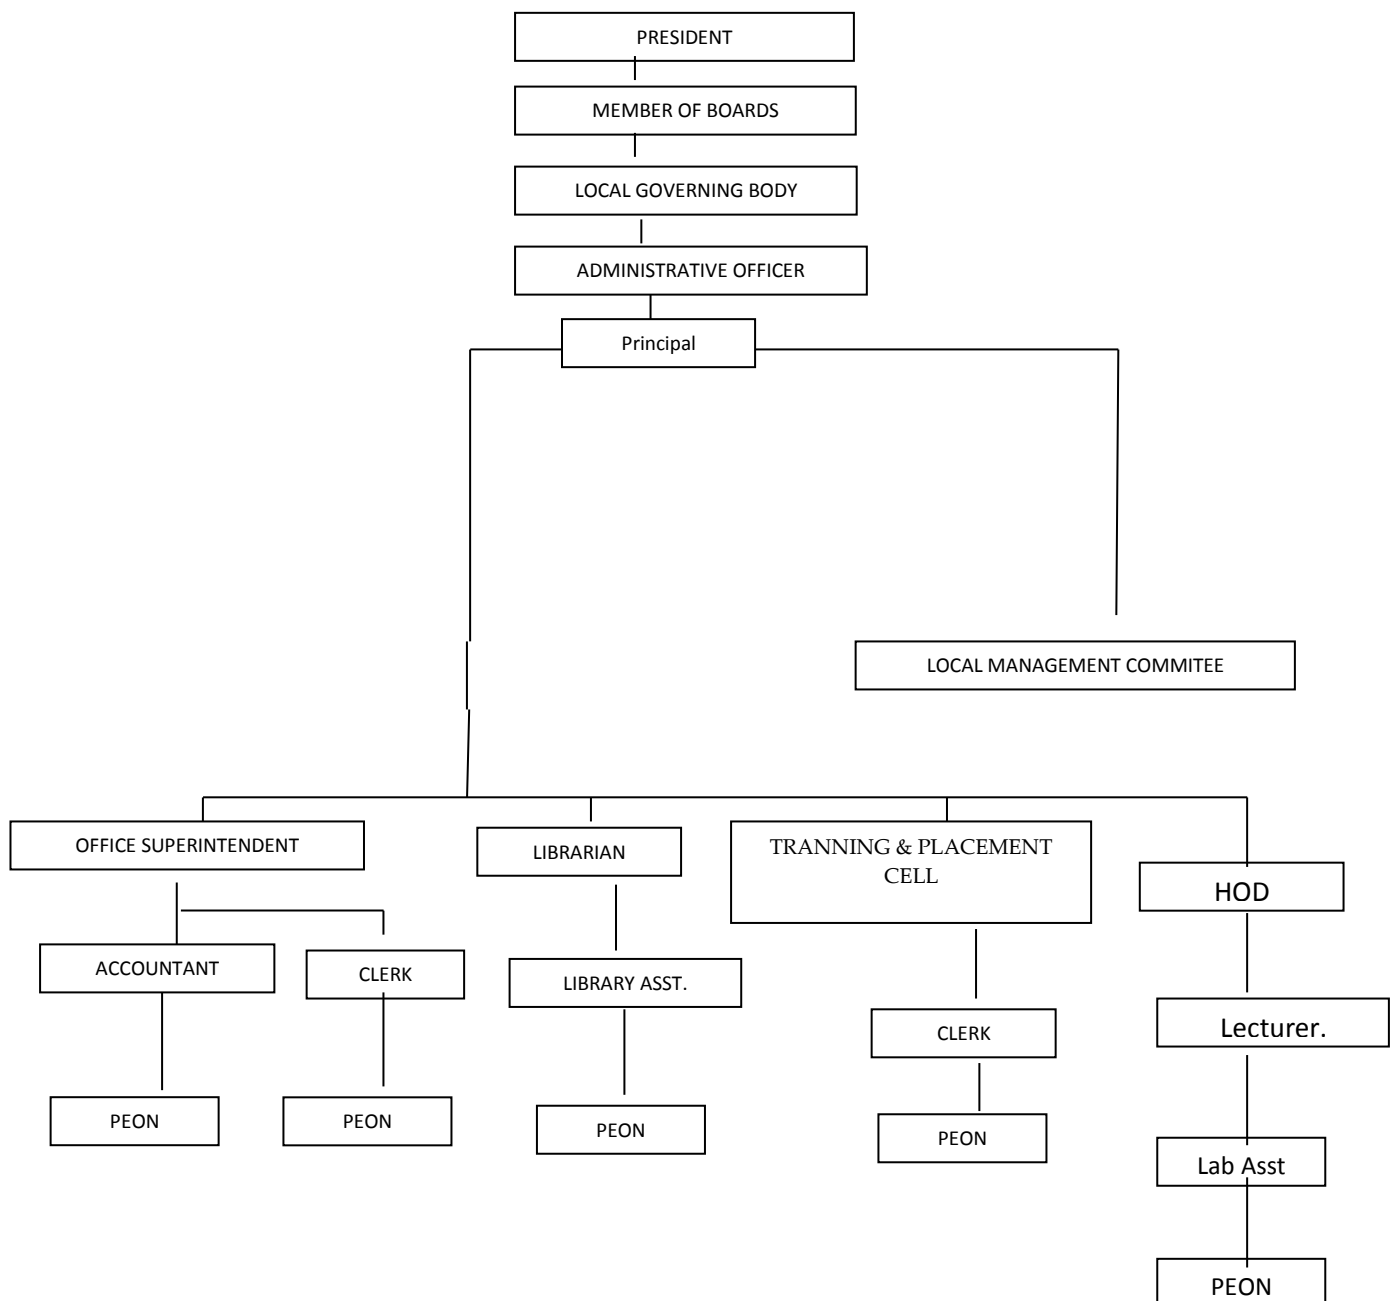 PRESIDENT
MEMBER OF BOARDS
LOCAL GOVERNING BODY
ADMINISTRATIVE OFFICER
Principal
LOCAL MANAGEMENT COMMITEE
OFFICE SUPERINTENDENT
LIBRARIAN
TRANNING & PLACEMENT
CELL
HOD
ACCOUNTANT
CLERK
LIBRARY ASST.
CLERK
Lecturer.
PEON
PEON
PEON
PEON
Lab Asst
PEON